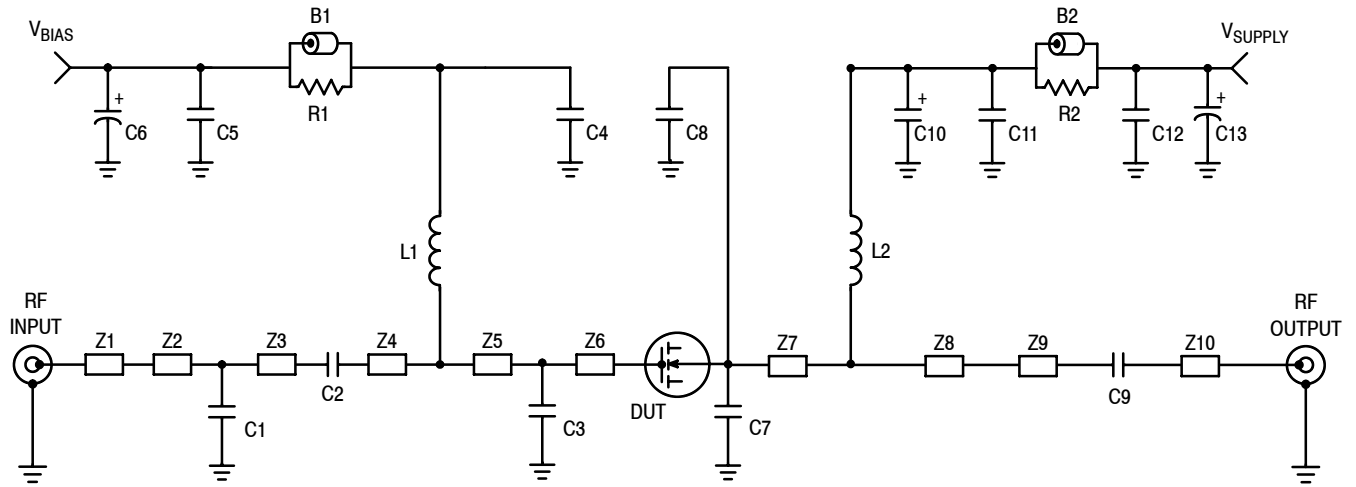 B1
B2
VBIAS
VSUPPLY
+
C6
C5
R1
C4
C8
+
C10
C11
R2
C12
+
C13
L1
L2
RF
INPUT
Z1
Z2
Z3
Z4
Z5
Z6
Z7
Z8
Z9
Z10
RF
OUTPUT
C2
DUT
C9
C1
C3
C7